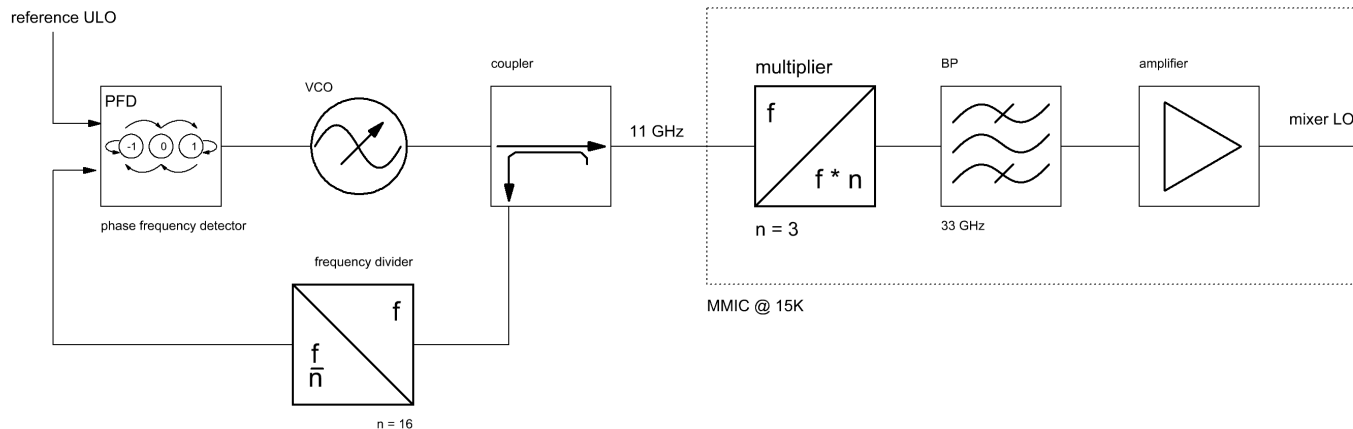 reference ULO
PFD
-1
0
1
phase frequency detector
VCO
coupler
11 GHz
multiplier
f
f * n
n = 3
BP
33 GHz
amplifier
mixer LO
MMIC @ 15K
frequency divider
f
f
n
n = 16